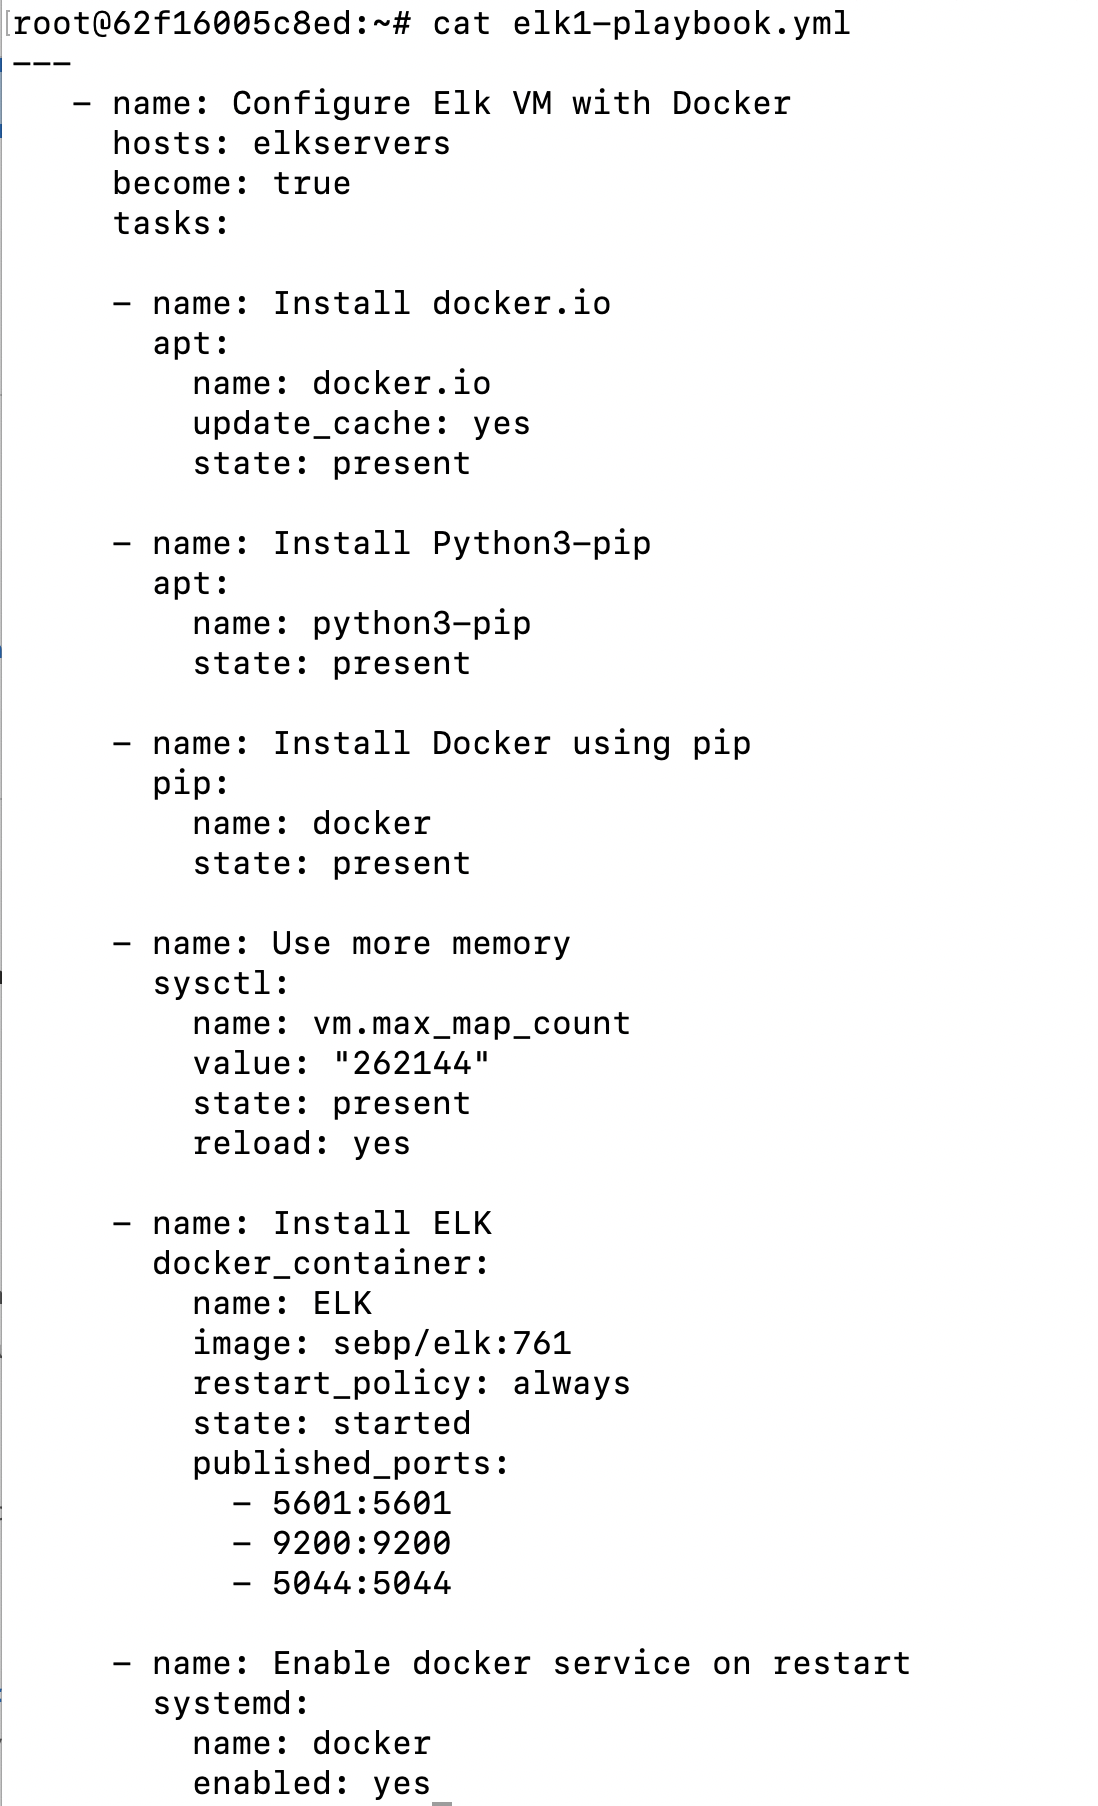 [root@62f16005c8ed:~# cat elk1-playbook.yml
---
   - name: Configure Elk VM with Docker
     hosts: elkservers
     become: true
     tasks:

     - name: Install docker.io
       apt:
         name: docker.io
         update_cache: yes
         state: present

     - name: Install Python3-pip
       apt:
         name: python3-pip
         state: present

     - name: Install Docker using pip
       pip:
         name: docker
         state: present

     - name: Use more memory
       sysctl:
         name: vm.max_map_count
         value: "262144"
         state: present
         reload: yes

     - name: Install ELK
       docker_container:
         name: ELK
         image: sebp/elk:761
         restart_policy: always
         state: started
         published_ports:
           - 5601:5601
           - 9200:9200
           - 5044:5044

     - name: Enable docker service on restart
       systemd:
         name: docker
         enabled: yes